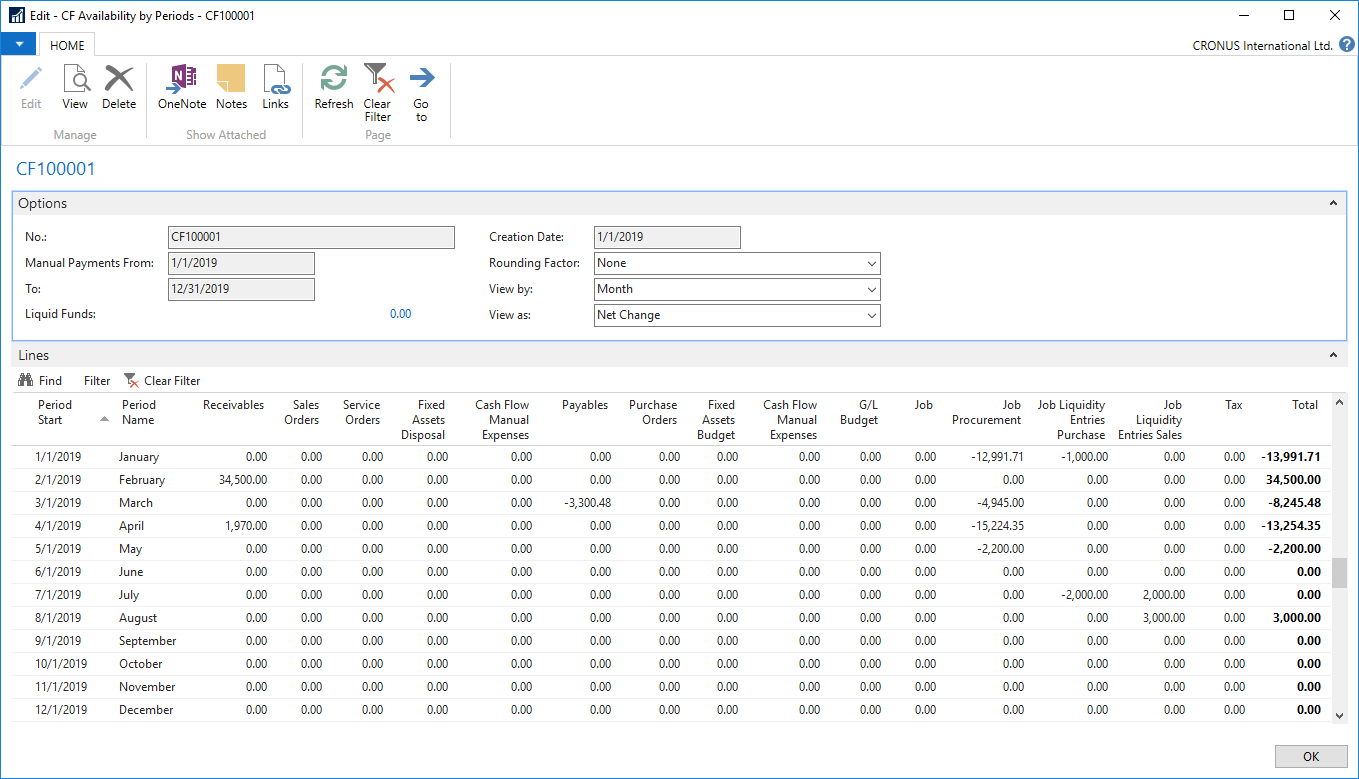 Edit - CF Availability by Periods - CF100001
HOME
CRONUS International Ltd.
?
Edit View Delete OneNote Notes Links Refresh Clear Filter Go to
Manage Show Attached Page
CF100001
Options
No.: CF100001 Creation Date: 1/1/2019
Manual Payments From: 1/1/2019 Rounding Factor: None
To: 12/31/2019 View by: Month
Liquid Funds: 0.00 View as: Net Change
Lines
Find Filter Clear Filter
Period Start Period Name Receivables Sales Orders Service Orders Fixed Assets Disposal Cash Flow Manual Expenses Payables Purchase Orders Fixed Assets Budget Cash Flow Manual Expenses G/L Budget Job Job Procurement Job Liquidity Entries Purchase Job Liquidity Entries Sales Tax Total
1/1/2019 January 0.00 0.00 0.00 0.00 0.00 0.00 0.00 0.00 0.00 0.00 0.00 -12,991.71 -1,000.00 0.00 0.00 -13,991.71
2/1/2019 February 34,500.00 0.00 0.00 0.00 0.00 0.00 0.00 0.00 0.00 0.00 0.00 0.00 0.00 0.00 0.00 34,500.00
3/1/2019 March 0.00 0.00 0.00 0.00 0.00 -3,300.48 0.00 0.00 0.00 0.00 0.00 -4,945.00 0.00 0.00 0.00 -8,245.48
4/1/2019 April 1,970.00 0.00 0.00 0.00 0.00 0.00 0.00 0.00 0.00 0.00 0.00 -15,224.35 0.00 0.00 0.00 -13,254.35
5/1/2019 May 0.00 0.00 0.00 0.00 0.00 0.00 0.00 0.00 0.00 0.00 0.00 -2,200.00 0.00 0.00 0.00 -2,200.00
6/1/2019 June 0.00 0.00 0.00 0.00 0.00 0.00 0.00 0.00 0.00 0.00 0.00 0.00 0.00 0.00 0.00 0.00
7/1/2019 July 0.00 0.00 0.00 0.00 0.00 0.00 0.00 0.00 0.00 0.00 0.00 0.00 -2,000.00 2,000.00 0.00 0.00
8/1/2019 August 0.00 0.00 0.00 0.00 0.00 0.00 0.00 0.00 0.00 0.00 0.00 0.00 0.00 3,000.00 0.00 3,000.00
9/1/2019 September 0.00 0.00 0.00 0.00 0.00 0.00 0.00 0.00 0.00 0.00 0.00 0.00 0.00 0.00 0.00 0.00
10/1/2019 October 0.00 0.00 0.00 0.00 0.00 0.00 0.00 0.00 0.00 0.00 0.00 0.00 0.00 0.00 0.00 0.00
11/1/2019 November 0.00 0.00 0.00 0.00 0.00 0.00 0.00 0.00 0.00 0.00 0.00 0.00 0.00 0.00 0.00 0.00
12/1/2019 December 0.00 0.00 0.00 0.00 0.00 0.00 0.00 0.00 0.00 0.00 0.00 0.00 0.00 0.00 0.00 0.00
OK